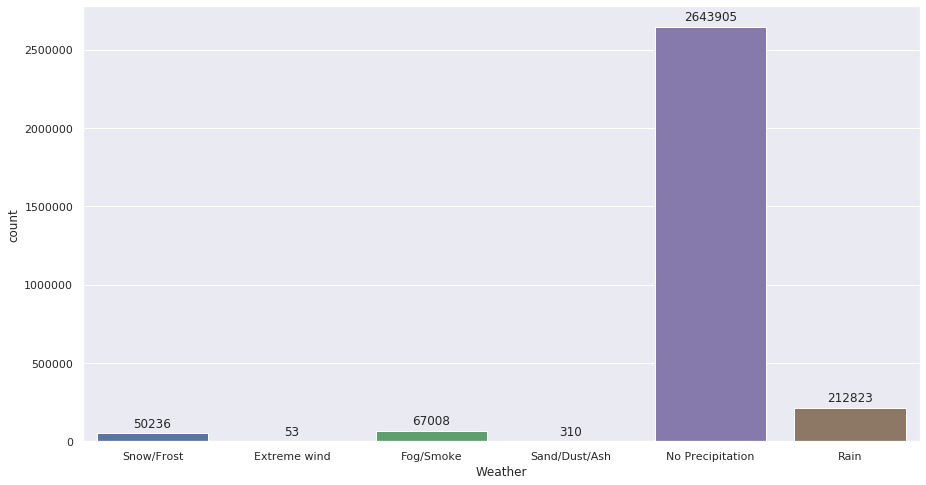 2643905
2500000
2000000
1500000
1000000
500000
0
count
50236
53
67008
310
212823
Snow/Frost
Extreme wind
Fog/Smoke
Sand/Dust/Ash
No Precipitation
Rain
Weather